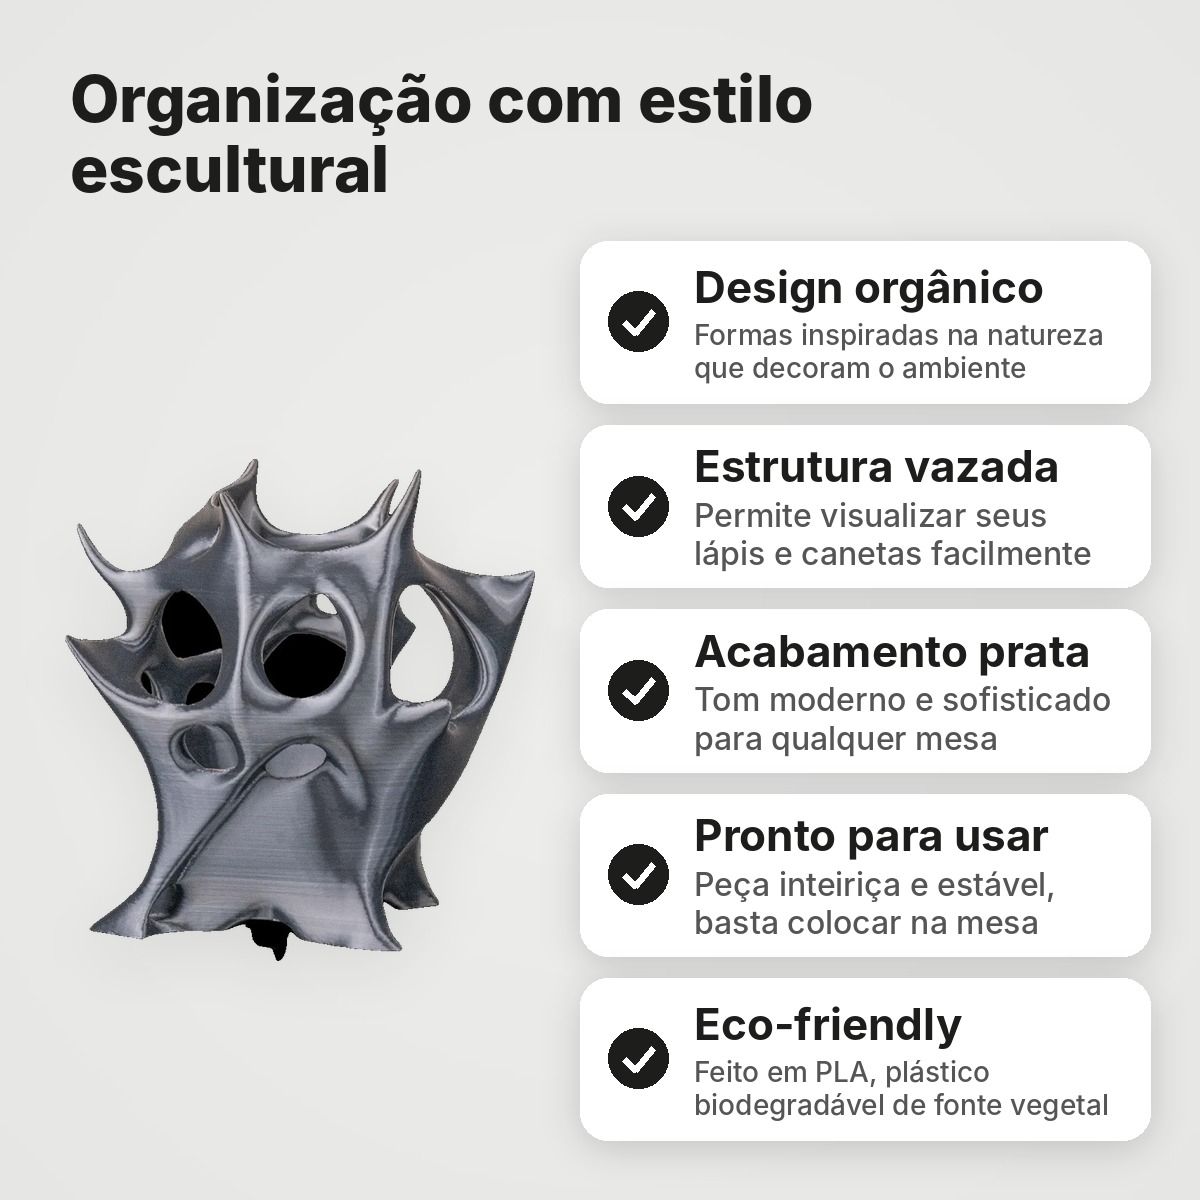 Organização com estilo
escultural
Design orgânico
Formas inspiradas na natureza
que decoram o ambiente
Estrutura vazada
Permite visualizar seus
lápis e canetas facilmente
Acabamento prata
Tom moderno e sofisticado
para qualquer mesa
Pronto para usar
Peça inteiriça e estável,
basta colocar na mesa
Eco-friendly
Feito em PLA, plástico
biodegradável de fonte vegetal